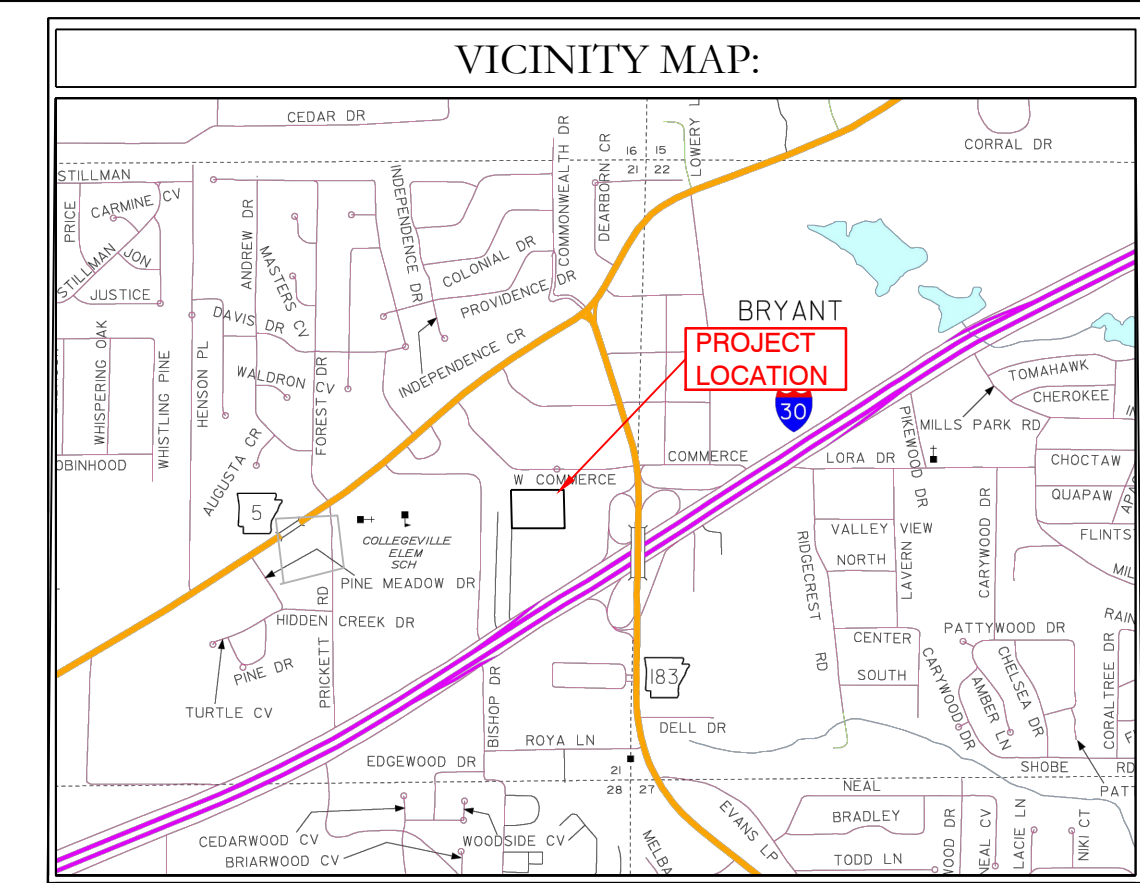 VICINITY MAP:
CEDAR DR
CORRAL DR
16 15
21 22
LOWERY
COMMONWEALTH DR
DEARBORN CR
STILLMAN
PRICE
CARMINE CV
STILLMAN
JON
JUSTICE
ANDREW DR
MASTERS CV
INDEPENDENCE DR
COLONIAL DR
PROVIDENCE DR
DAVIS DR
INDEPENDENCE CR
WHISPERING OAK
WHISTLING PINE
HENSON PL
WALDRON CV
FOREST DR
BRYANT
PROJECT
LOCATION
30
TOMAHAWK
CHEROKEE
MILLS PARK RD
PIKEWOOD DR
OBINHOOD
AUGUSTA CR
COMMERCE
W COMMERCE
LORA DR
CHOCTAW
QUAPAW
FLINTS
5
COLLEGEVILLE
ELEM
SCH
PINE MEADOW DR
HIDDEN CREEK DR
PRICKETT RD
PINE DR
TURTLE CV
VALLEY VIEW
NORTH
LAVERN
CARYWOOD DR
RIDGECREST RD
MIL
RAIN
CENTER
SOUTH
PATTYWOOD DR
CARYWOOD DR
AMBER LN
CHELSEA DR
CORALTREE DR
183
BISHOP DR
ROYA LN
DELL DR
EDGEWOOD DR
21
28 27
SHOBE RD
PATT
NEAL
BRADLEY
TODD LN
EVANS LP
MELBA
WOOD DR
NEAL CV
LACIE LN
NIKI CT
CEDARWOOD CV
WOODSIDE CV
BRIARWOOD CV